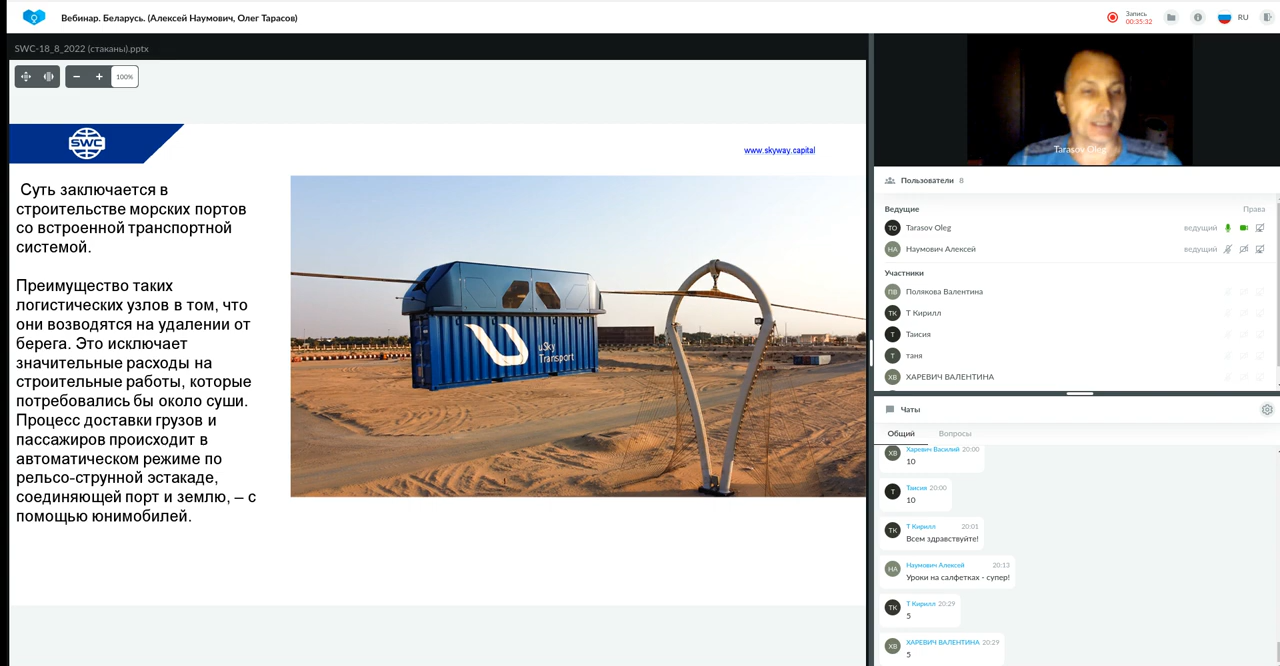 Вебинар. Беларусь. (Алексей Наумович, Олег Тарасов)
Запись
00:35:32
RU
SWC-18_8_2022 (стаканы).pptx
100%
SWC
www.skyway.capital
Суть заключается в
строительстве морских портов
со встроенной транспортной
системой.
Преимущество таких
логистических узлов в том, что
они возводятся на удалении от
берега. Это исключает
значительные расходы на
строительные работы, которые
потребовались бы около суши.
Процесс доставки грузов и
пассажиров происходит в
автоматическом режиме по
рельсо-струнной эстакаде,
соединяющей порт и землю, – с
помощью юнимобилей.
uSky
Transport
Tarasov Oleg
Пользователи 8
Ведущие Права
TO Tarasov Oleg ведущий
НА Наумович Алексей ведущий
Участники
ПВ Полякова Валентина
ТК Т Кирилл
Т Таисия
Т таня
ХВ ХАРЕВИЧ ВАЛЕНТИНА
Чаты
Общий Вопросы
ХВ Харевич Василий 20:00
10
Т Таисия 20:00
10
ТК Т Кирилл 20:01
Всем здравствуйте!
НА Наумович Алексей 20:13
Уроки на салфетках - супер!
ТК Т Кирилл 20:29
5
ХВ ХАРЕВИЧ ВАЛЕНТИНА 20:29
5